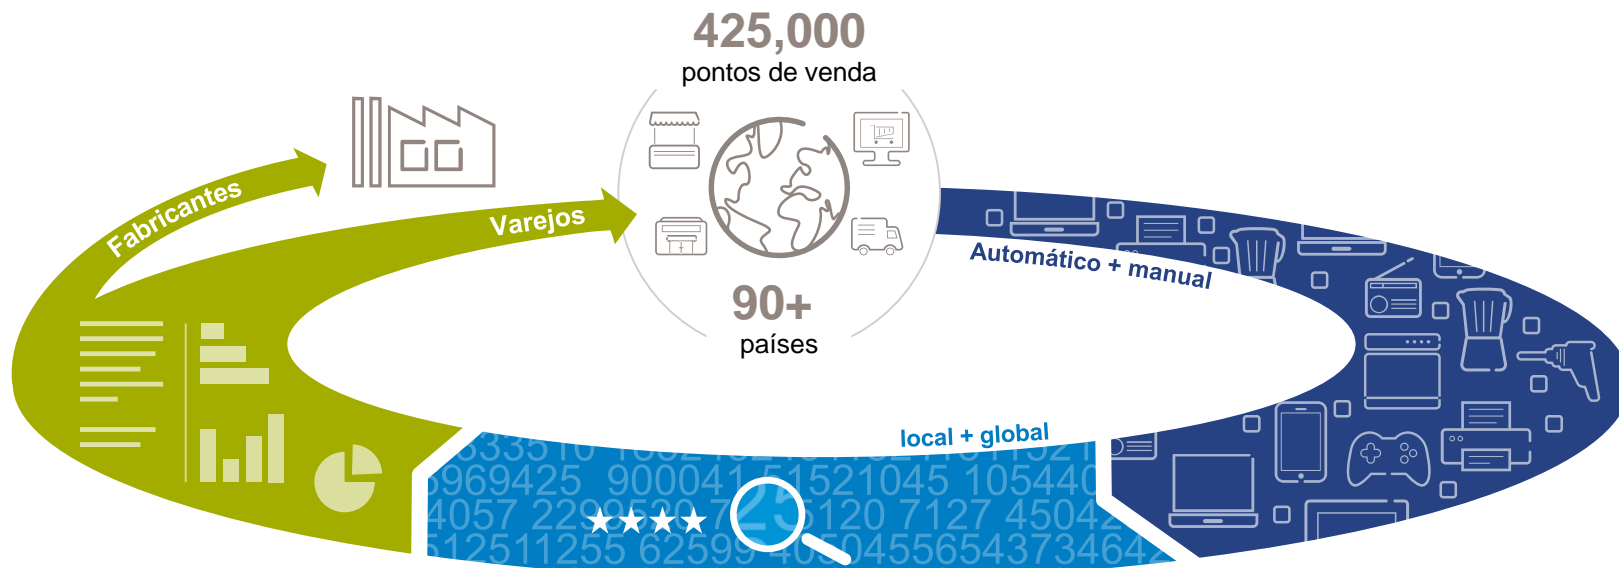 425,000
pontos de venda
Fabricantes
Varejos
90+
países
Automático + manual
local + global